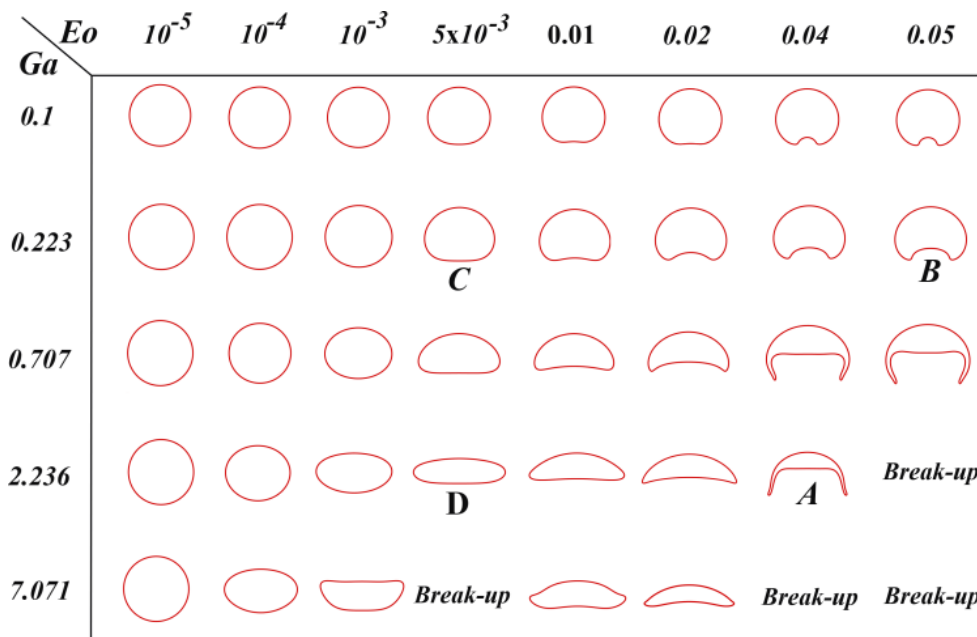 Eo 10⁻⁵ 10⁻⁴ 10⁻³ 5x10⁻³ 0.01 0.02 0.04 0.05
Ga
0.1
0.223
C B
0.707
2.236 Break-up
D A
7.071 Break-up Break-up Break-up